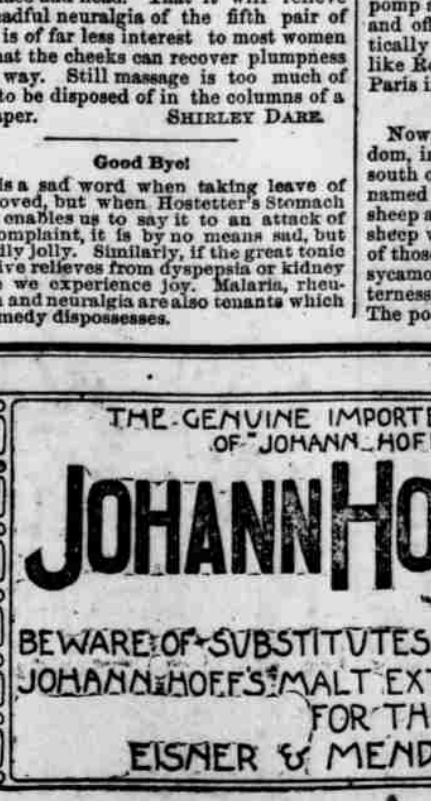 adful neuralgia of the fifth pair of
is of far less interest to most women
at the cheeks can recover plumpness
way. Still massage is too much of
to be disposed of in the columns of a
per.
SHIRLEY DARE.
Good Bye!
is a sad word when taking leave of
oved, but when Hostetter's Stomach
enables us to say it to an attack of
omplaint, it is by no means sad, but
ily jolly. Similarly, if the great tonic
ive relieves from dyspepsia or kidney
we experience joy. Malaria, rheu-
and neuralgia are also tenants which
medy dispossesses.
pomp a
and of
tically
like Ro
Paris i
Now
dom, i
south o
named
sheep a
sheep w
of those
sycamo
terness
The po
THE GENUINE IMPORTE
OF "JOHANN HOF
JOHANN HO
BEWARE OF SUBSTITUTES
JOHANN HOFF'S MALT EXT
FOR TH
EISNER & MEND